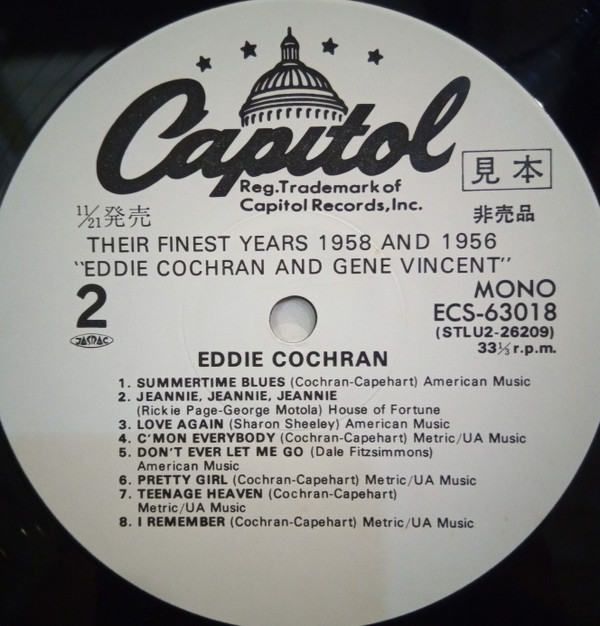 Capitol
Reg.Trademark of
Capitol Records,Inc.
見本
11/21発売
非売品
THEIR FINEST YEARS 1958 AND 1956
"EDDIE COCHRAN AND GENE VINCENT"
2
JASRAC
MONO
ECS-63018
(STLU2-26209)
33⅓ r.p.m.
EDDIE COCHRAN
1. SUMMERTIME BLUES (Cochran-Capehart) American Music
2. JEANNIE, JEANNIE, JEANNIE
(Rickie Page-George Motola) House of Fortune
3. LOVE AGAIN (Sharon Sheeley) American Music
4. C'MON EVERYBODY (Cochran-Capehart) Metric/UA Music
5. DON'T EVER LET ME GO (Dale Fitzsimmons)
American Music
6. PRETTY GIRL (Cochran-Capehart) Metric/UA Music
7. TEENAGE HEAVEN (Cochran-Capehart)
Metric/UA Music
8. I REMEMBER (Cochran-Capehart) Metric/UA Music